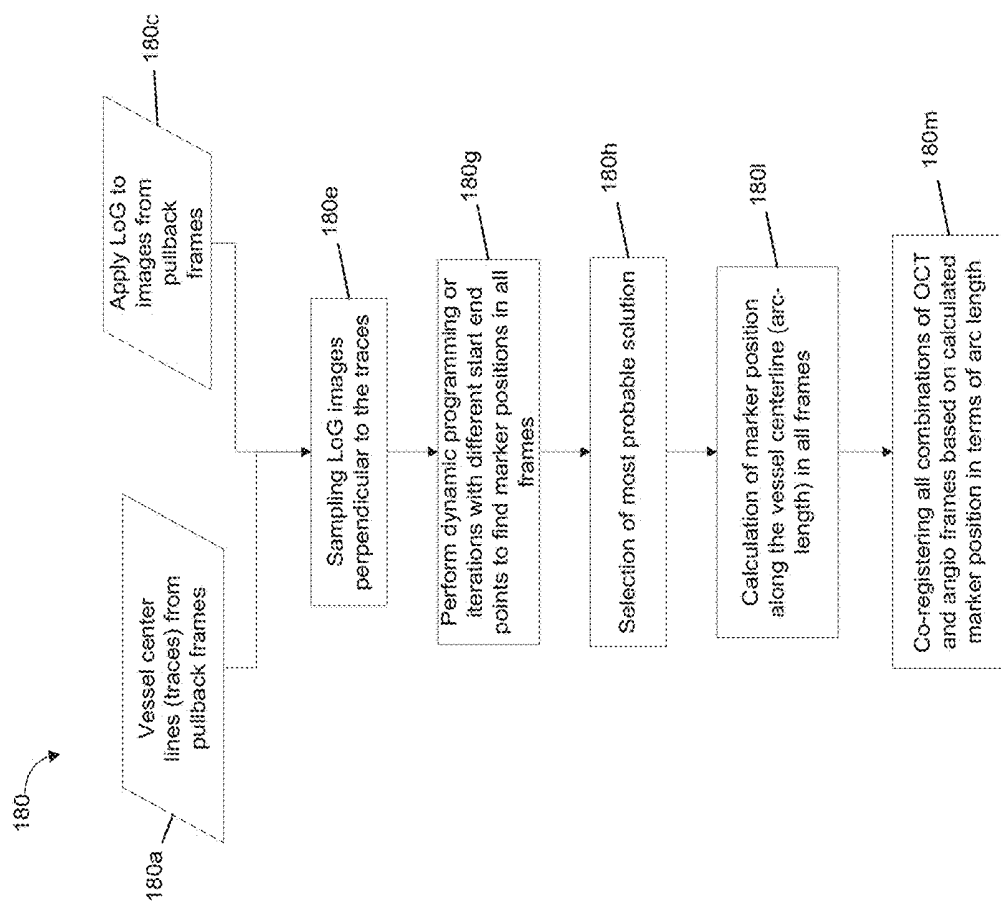 180
180a
Vessel center
lines (traces) from
pullback frames
180c
Apply LoG to
images from
pullback
frames
180e
Sampling LoG images
perpendicular to the traces
180g
Perform dynamic programming or
iterations with different start end
points to find marker positions in all
frames
180h
Selection of most probable solution
180l
Calculation of marker position
along the vessel centerline (arc-
length) in all frames
180m
Co-registering all combinations of OCT
and angio frames based on calculated
marker position in terms of arc length